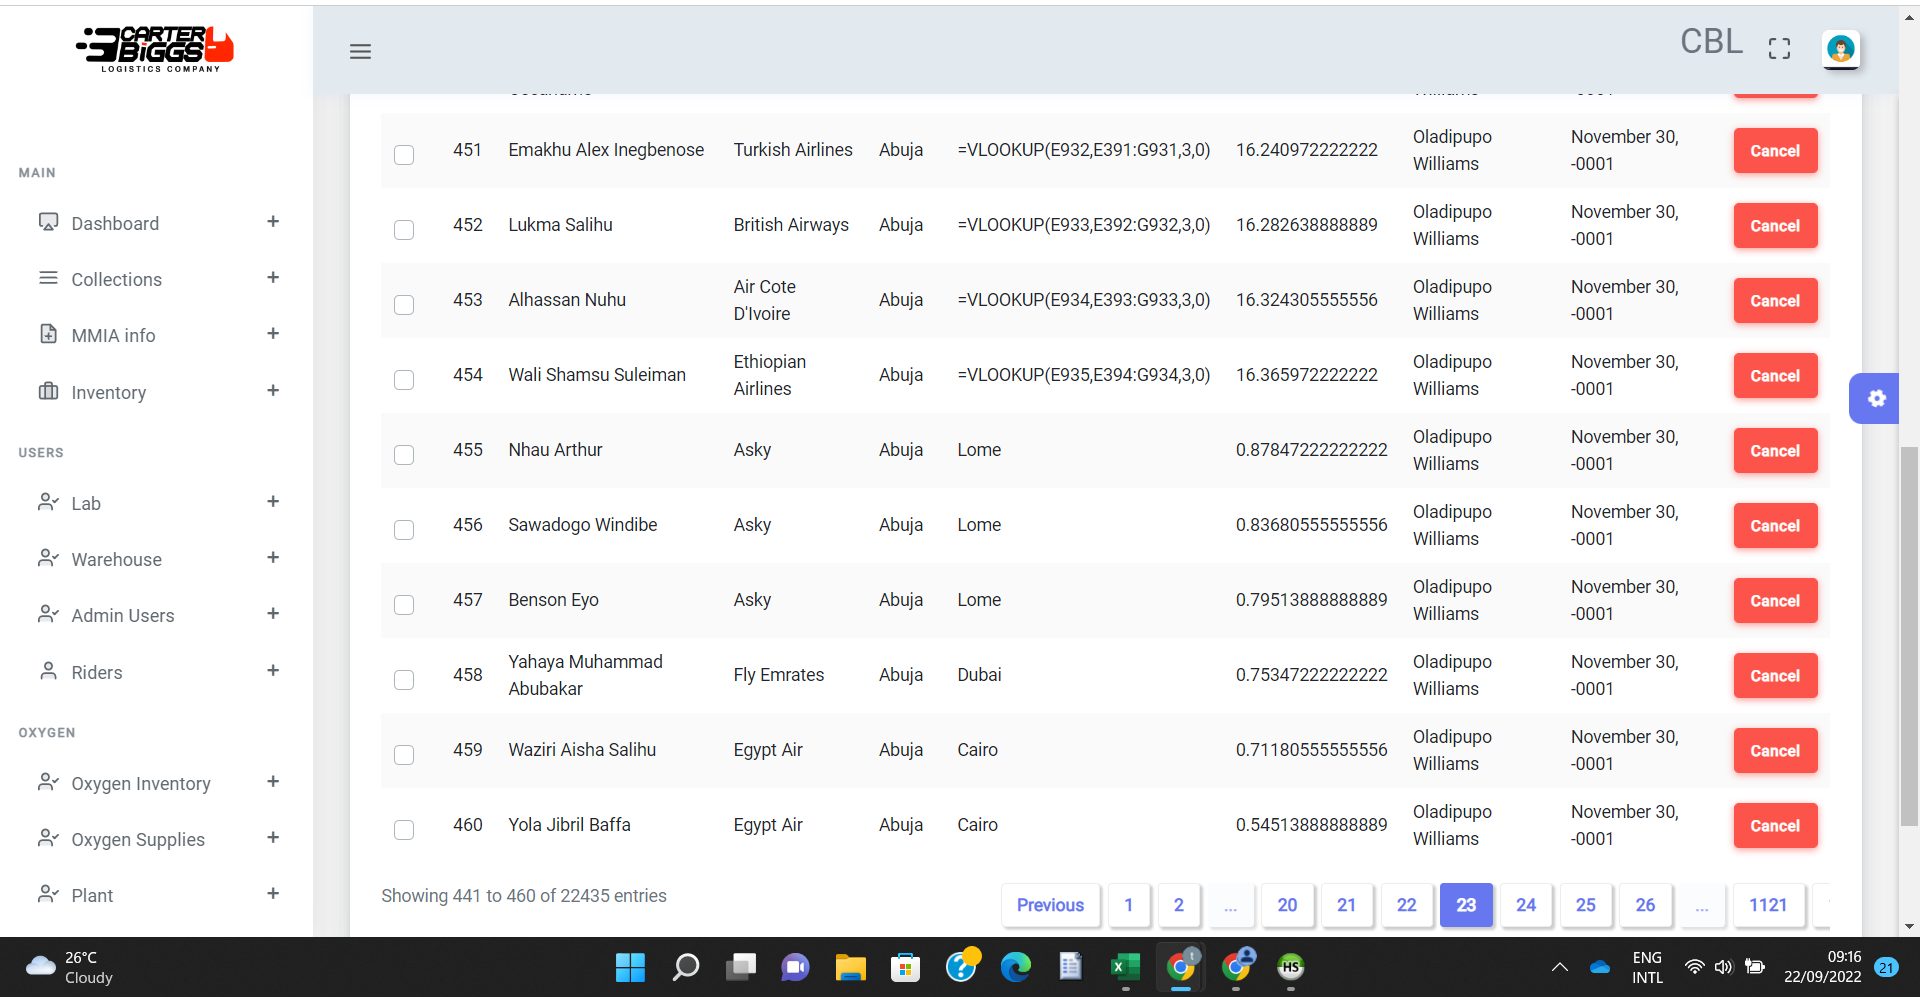 CARTER
BIGGS
LOGISTICS COMPANY
CBL
MAIN
Dashboard +
Collections +
MMIA info +
Inventory +
USERS
Lab +
Warehouse +
Admin Users +
Riders +
OXYGEN
Oxygen Inventory +
Oxygen Supplies +
Plant +
451 Emakhu Alex Inegbenose Turkish Airlines Abuja =VLOOKUP(E932,E391:G931,3,0) 16.240972222222 Oladipupo Williams November 30, -0001 Cancel
452 Lukma Salihu British Airways Abuja =VLOOKUP(E933,E392:G932,3,0) 16.282638888889 Oladipupo Williams November 30, -0001 Cancel
453 Alhassan Nuhu Air Cote D'Ivoire Abuja =VLOOKUP(E934,E393:G933,3,0) 16.324305555556 Oladipupo Williams November 30, -0001 Cancel
454 Wali Shamsu Suleiman Ethiopian Airlines Abuja =VLOOKUP(E935,E394:G934,3,0) 16.365972222222 Oladipupo Williams November 30, -0001 Cancel
455 Nhau Arthur Asky Abuja Lome 0.87847222222222 Oladipupo Williams November 30, -0001 Cancel
456 Sawadogo Windibe Asky Abuja Lome 0.83680555555556 Oladipupo Williams November 30, -0001 Cancel
457 Benson Eyo Asky Abuja Lome 0.79513888888889 Oladipupo Williams November 30, -0001 Cancel
458 Yahaya Muhammad Abubakar Fly Emrates Abuja Dubai 0.75347222222222 Oladipupo Williams November 30, -0001 Cancel
459 Waziri Aisha Salihu Egypt Air Abuja Cairo 0.71180555555556 Oladipupo Williams November 30, -0001 Cancel
460 Yola Jibril Baffa Egypt Air Abuja Cairo 0.54513888888889 Oladipupo Williams November 30, -0001 Cancel
Showing 441 to 460 of 22435 entries
Previous 1 2 ... 20 21 22 23 24 25 26 ... 1121
26°C
Cloudy
HS
ENG
INTL
09:16
22/09/2022
21